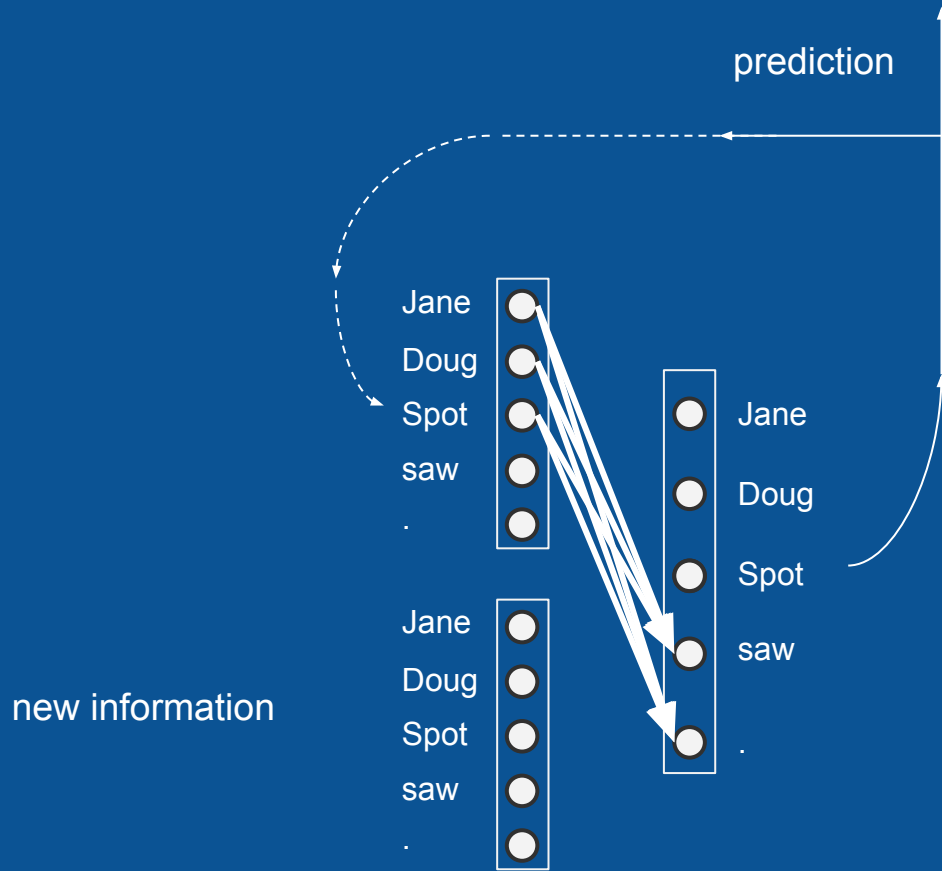 prediction
Jane
Doug
Spot
saw
.
Jane
Doug
Spot
saw
.
new information
Jane
Doug
Spot
saw
.